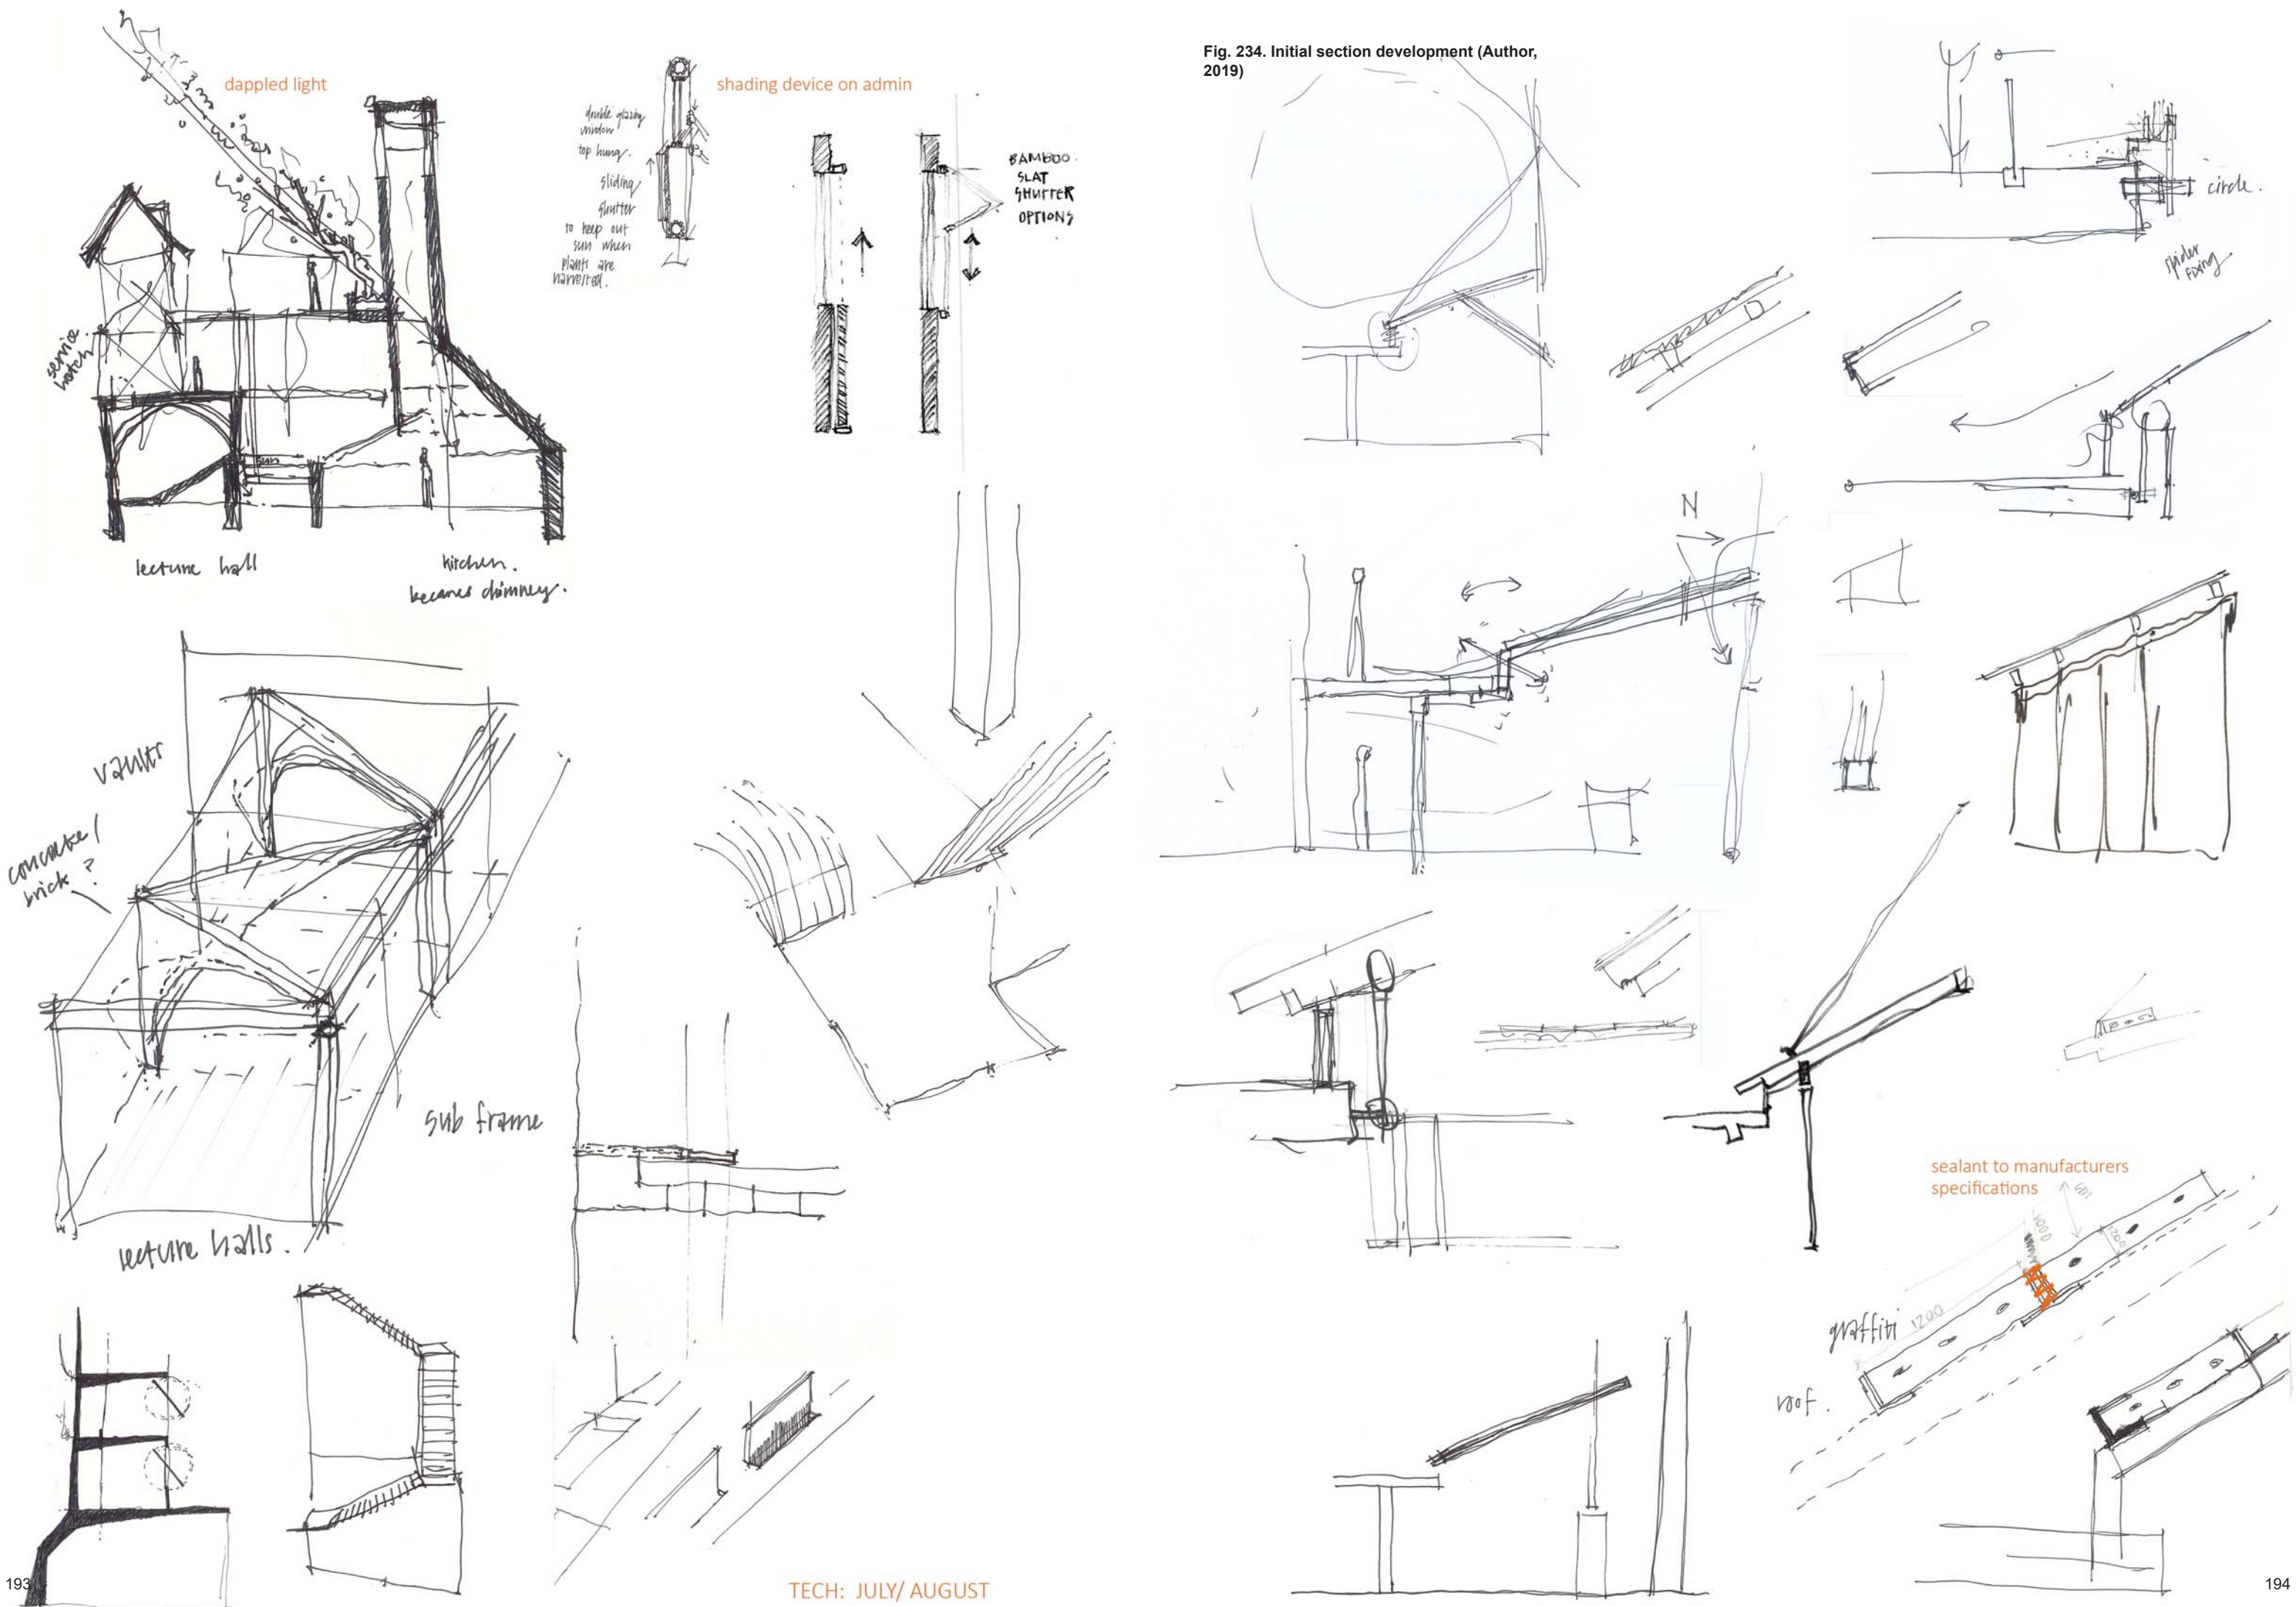 dappled light
service
hatch
lecture hall
kitchen.
becomes chimney.
double glazing
window
top hung.
sliding
shutter
to keep out
sun when
plants are
harvested.
shading device on admin
BAMBOO
SLAT
SHUTTER
OPTIONS
vaults
concrete/
brick?
sub frame
lecture halls.
193
TECH: JULY/ AUGUST
Fig. 234. Initial section development (Author,
2019)
circle.
spider
fixing
N
sealant to manufacturers
specifications
1200
graffiti
roof.
194